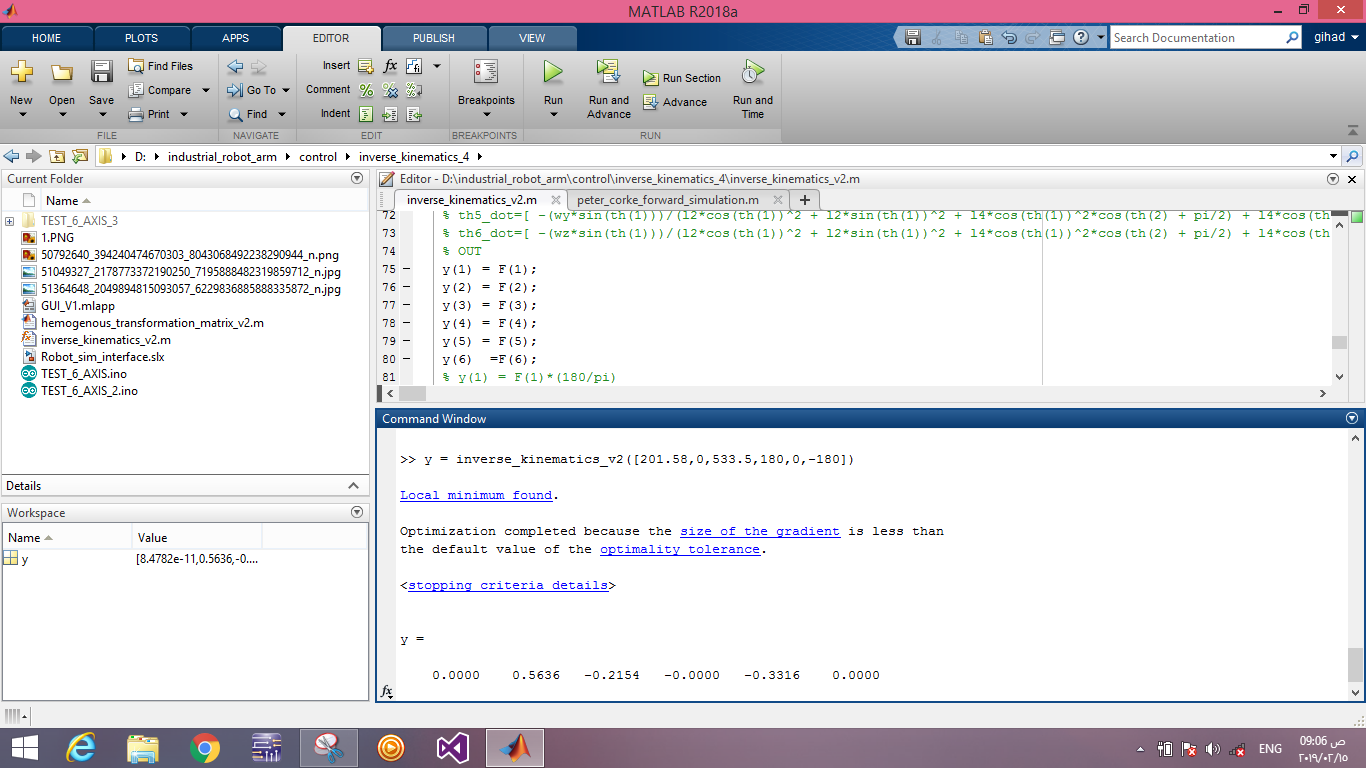 MATLAB R2018a
HOME PLOTS APPS EDITOR PUBLISH VIEW
Search Documentation
gihad
New
Open
Save
Find Files
Compare
Print
FILE
Go To
Find
NAVIGATE
Insert
Comment
Indent
EDIT
Breakpoints
BREAKPOINTS
Run
Run and Advance
Run Section
Advance
Run and Time
RUN
D: industrial_robot_arm control inverse_kinematics_4
Current Folder
Name
TEST_6_AXIS_3
1.PNG
50792640_394240474670303_8043068492238290944_n.png
51049327_2178773372190250_7195888482319859712_n.jpg
51364648_2049894815093057_6229836885888335872_n.jpg
GUI_V1.mlapp
hemogenous_transformation_matrix_v2.m
inverse_kinematics_v2.m
Robot_sim_interface.slx
TEST_6_AXIS.ino
TEST_6_AXIS_2.ino
Details
Workspace
Name Value
y [8.4782e-11,0.5636,-0....
Editor - D:\industrial_robot_arm\control\inverse_kinematics_4\inverse_kinematics_v2.m
inverse_kinematics_v2.m peter_corke_forward_simulation.m
72 % th5_dot=[ -(wy*sin(th(1)))/(l2*cos(th(1))^2 + l2*sin(th(1))^2 + l4*cos(th(1))^2*cos(th(2) + pi/2) + l4*cos(th
73 % th6_dot=[ -(wz*sin(th(1)))/(l2*cos(th(1))^2 + l2*sin(th(1))^2 + l4*cos(th(1))^2*cos(th(2) + pi/2) + l4*cos(th
74 % OUT
75 – y(1) = F(1);
76 – y(2) = F(2);
77 – y(3) = F(3);
78 – y(4) = F(4);
79 – y(5) = F(5);
80 – y(6)  =F(6);
81 % y(1) = F(1)*(180/pi)
Command Window
>> y = inverse_kinematics_v2([201.58,0,533.5,180,0,-180])
Local minimum found.
Optimization completed because the size of the gradient is less than
the default value of the optimality tolerance.
<stopping criteria details>
y =
0.0000 0.5636 -0.2154 -0.0000 -0.3316 0.0000
fx
ENG
09:06 ص
٢٠١٩/٠٢/١٥